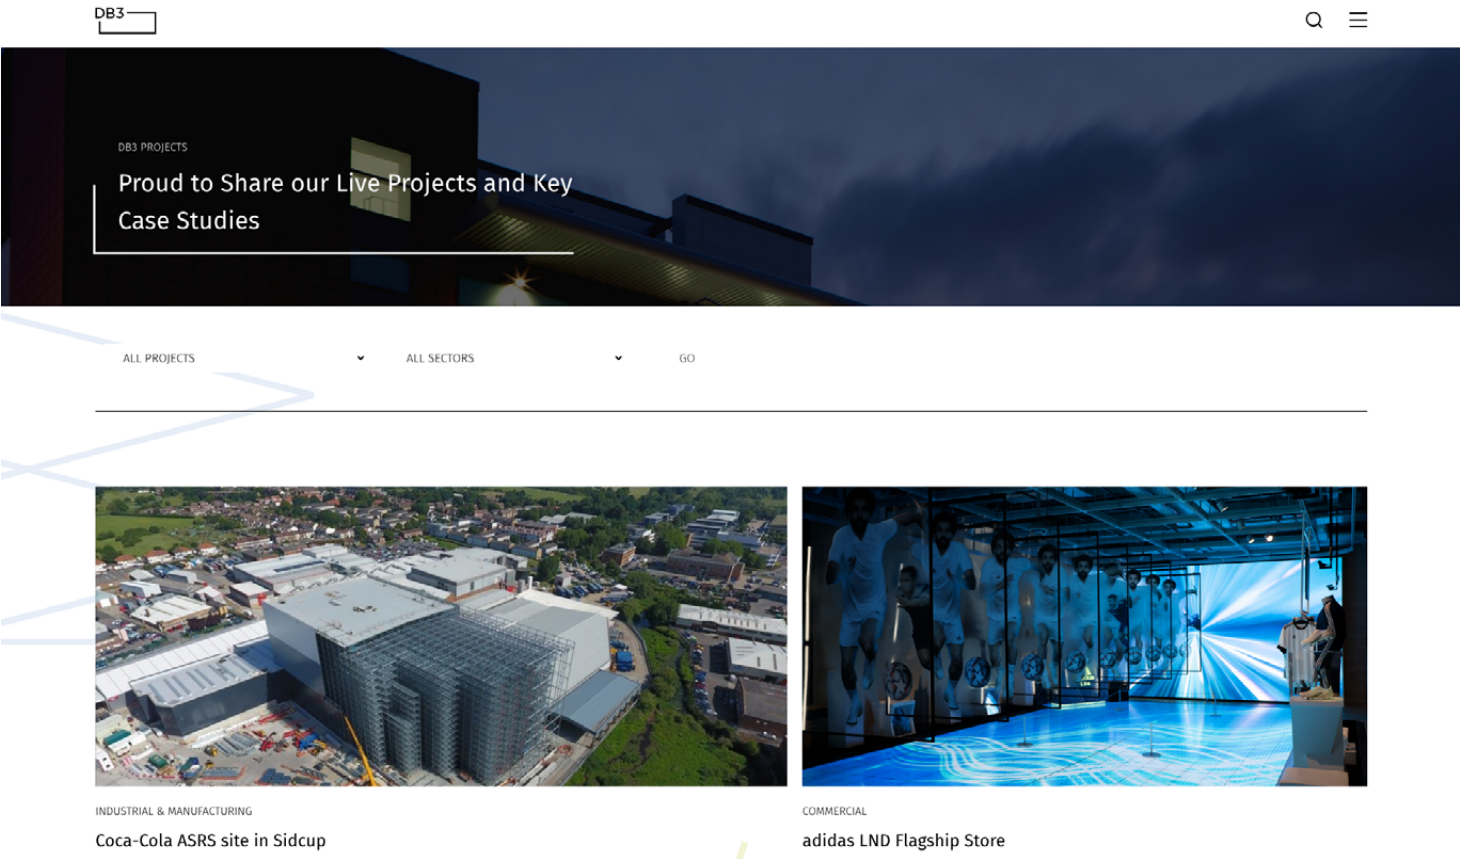 DB3
DB3 PROJECTS
Proud to Share our Live Projects and Key
Case Studies
ALL PROJECTS
ALL SECTORS
GO
INDUSTRIAL & MANUFACTURING
Coca-Cola ASRS site in Sidcup
COMMERCIAL
adidas LND Flagship Store